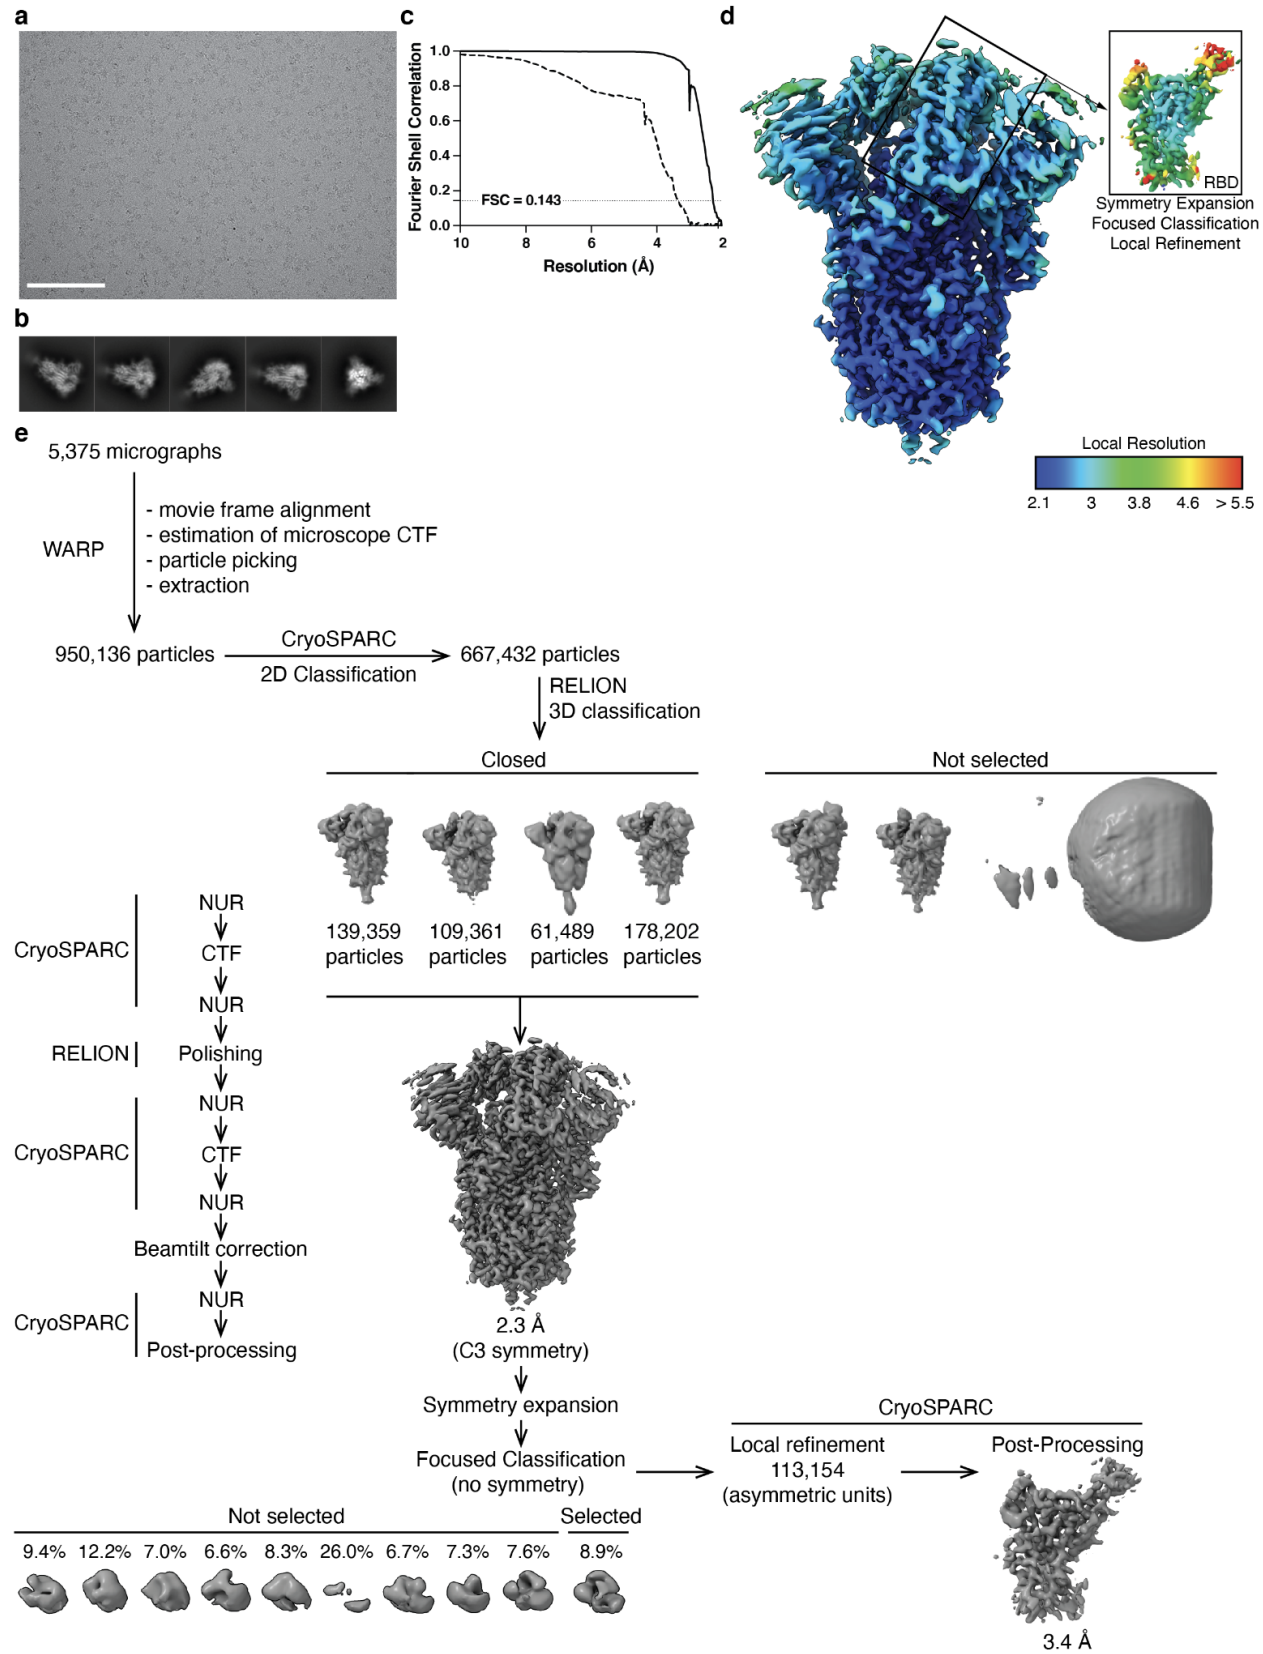 a
c
d
1.0
0.8
0.6
0.4
0.2
0.0
Fourier Shell Correlation
FSC = 0.143
10
8
6
4
2
Resolution (Å)
RBD
Symmetry Expansion
Focused Classification
Local Refinement
b
Local Resolution
2.1
3
3.8
4.6
> 5.5
e
5,375 micrographs
WARP
- movie frame alignment
- estimation of microscope CTF
- particle picking
- extraction
950,136 particles
CryoSPARC
2D Classification
667,432 particles
RELION
3D classification
Closed
Not selected
139,359
particles
109,361
particles
61,489
particles
178,202
particles
CryoSPARC
NUR
CTF
NUR
RELION
Polishing
CryoSPARC
NUR
CTF
NUR
Beamtilt correction
CryoSPARC
NUR
Post-processing
2.3 Å
(C3 symmetry)
Symmetry expansion
Focused Classification
(no symmetry)
CryoSPARC
Local refinement
113,154
(asymmetric units)
Post-Processing
3.4 Å
Not selected
Selected
9.4%
12.2%
7.0%
6.6%
8.3%
26.0%
6.7%
7.3%
7.6%
8.9%